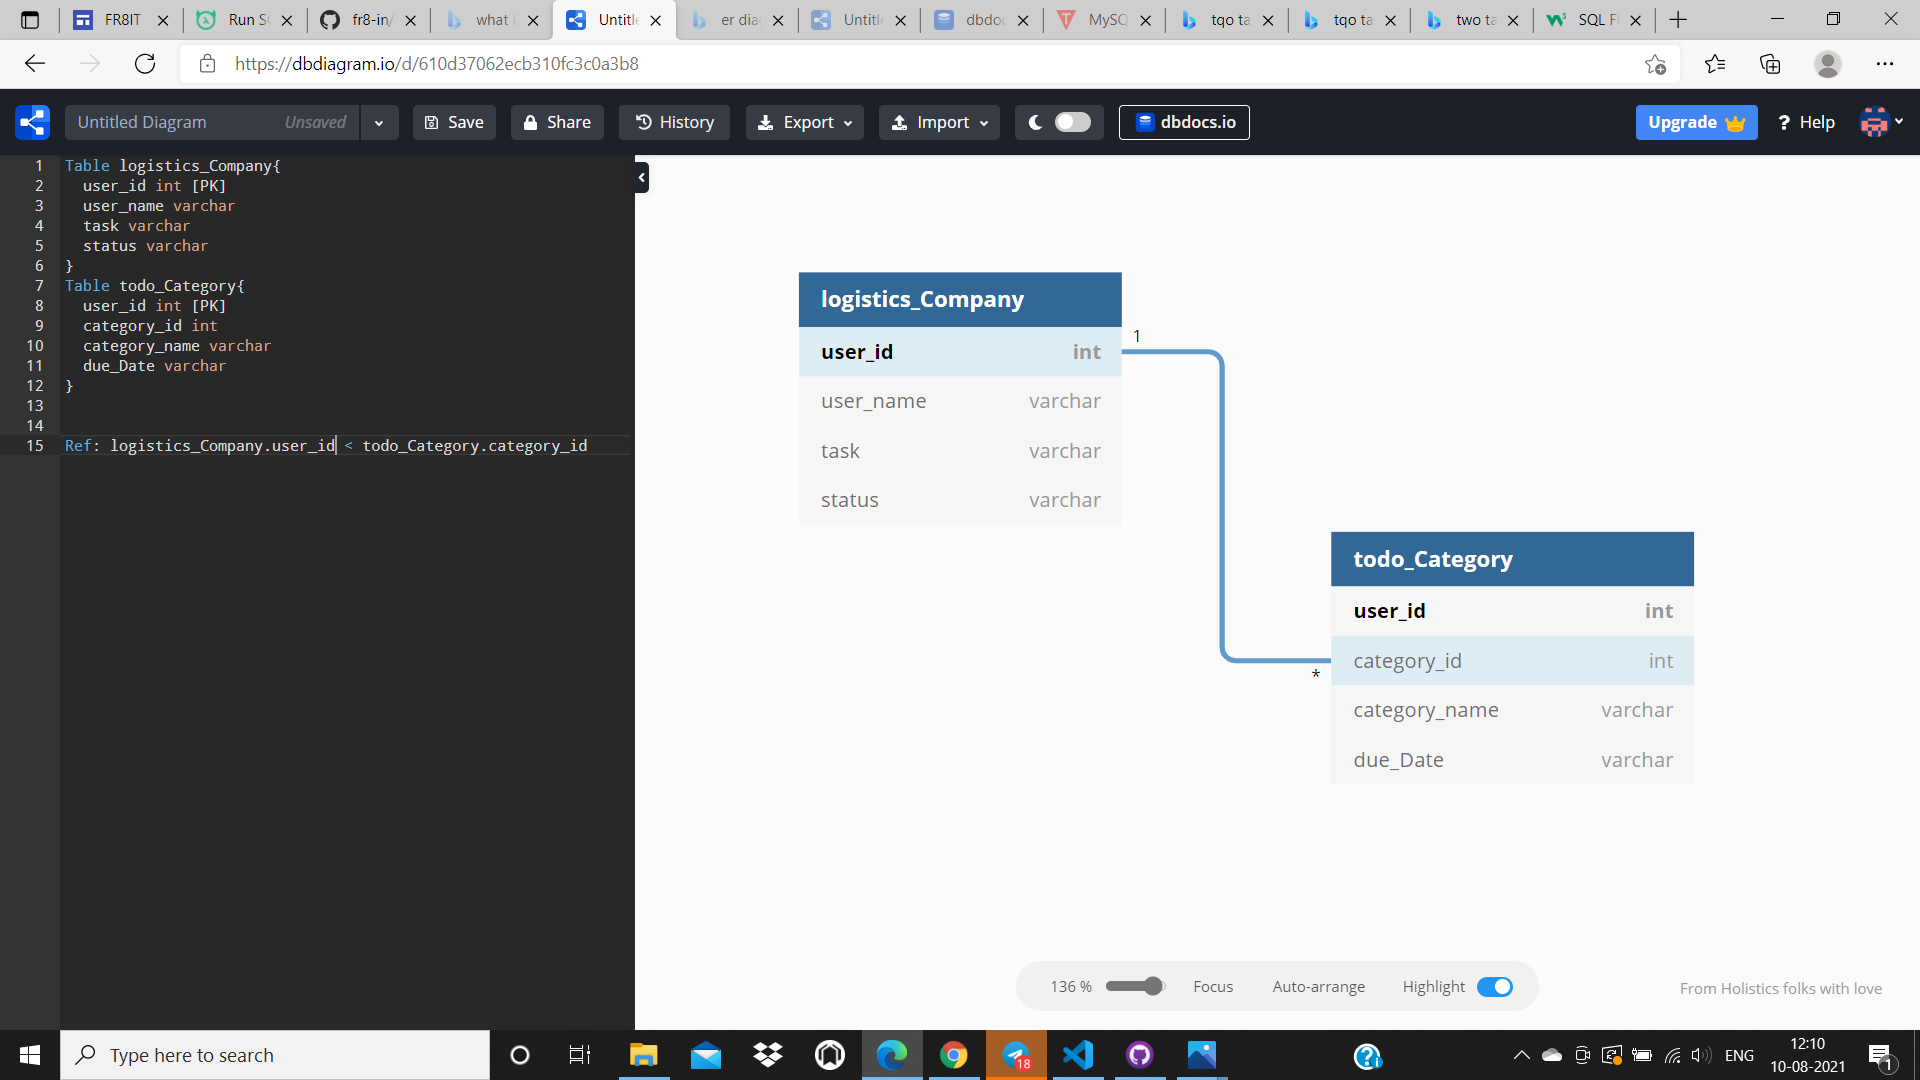 FR8IT
Run S
fr8-in/
what i
Untitle
er dia
Untitle
dbdoc
MySQ
tqo ta
tqo ta
two ta
SQL F
https://dbdiagram.io/d/610d37062ecb310fc3c0a3b8
Untitled Diagram Unsaved
Save
Share
History
Export
Import
dbdocs.io
Upgrade
? Help
1 Table logistics_Company{
2 user_id int [PK]
3 user_name varchar
4 task varchar
5 status varchar
6 }
7 Table todo_Category{
8 user_id int [PK]
9 category_id int
10 category_name varchar
11 due_Date varchar
12 }
13
14
15 Ref: logistics_Company.user_id < todo_Category.category_id
logistics_Company
user_id int
user_name varchar
task varchar
status varchar
1
*
todo_Category
user_id int
category_id int
category_name varchar
due_Date varchar
136 %
Focus
Auto-arrange
Highlight
From Holistics folks with love
Type here to search
18
ENG
12:10
10-08-2021
1